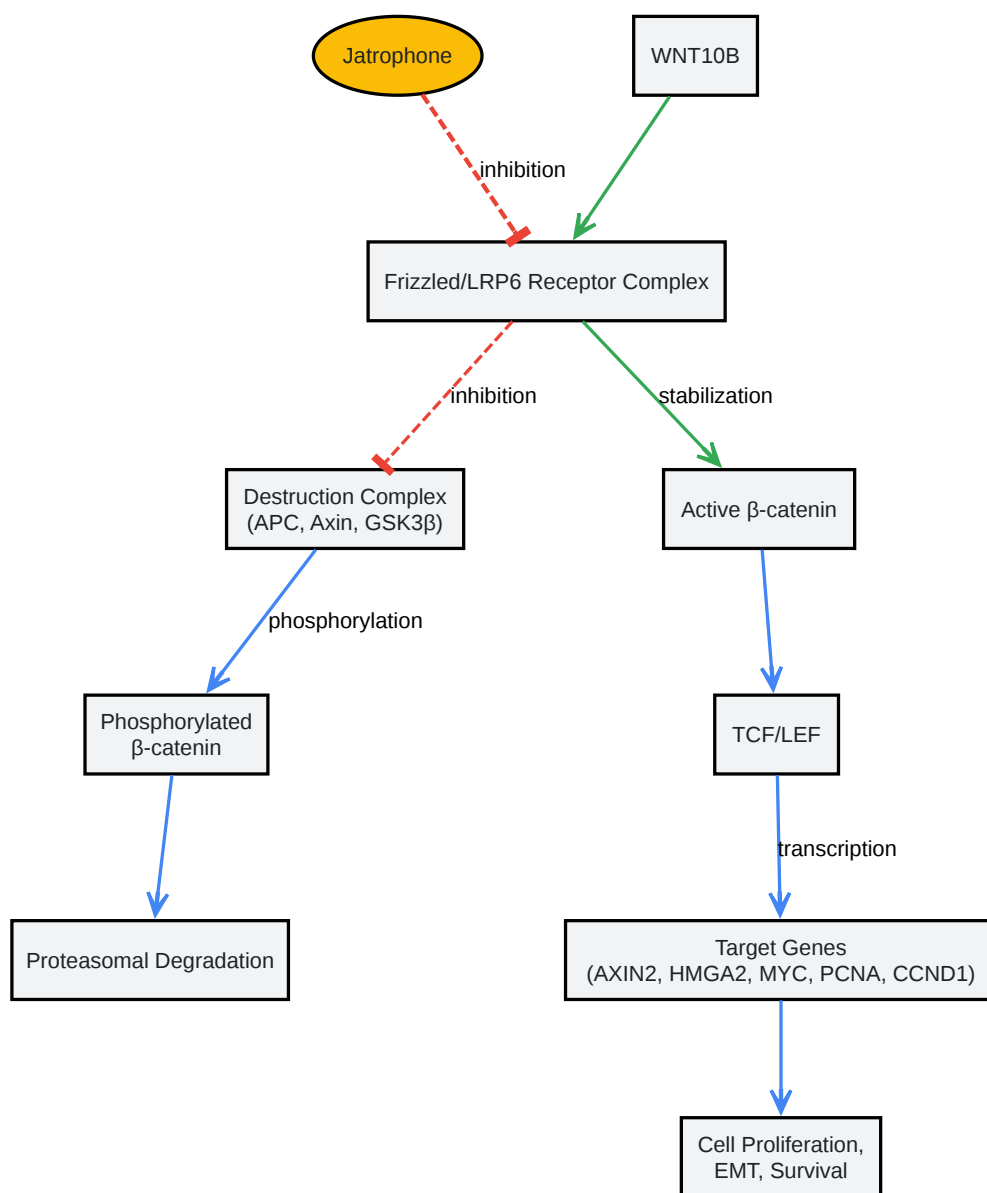 Jatrophone
WNT10B
inhibition
Frizzled/LRP6 Receptor Complex
inhibition
stabilization
Destruction Complex
(APC, Axin, GSK3β)
Active β-catenin
phosphorylation
Phosphorylated
β-catenin
TCF/LEF
transcription
Proteasomal Degradation
Target Genes
(AXIN2, HMGA2, MYC, PCNA, CCND1)
Cell Proliferation,
EMT, Survival